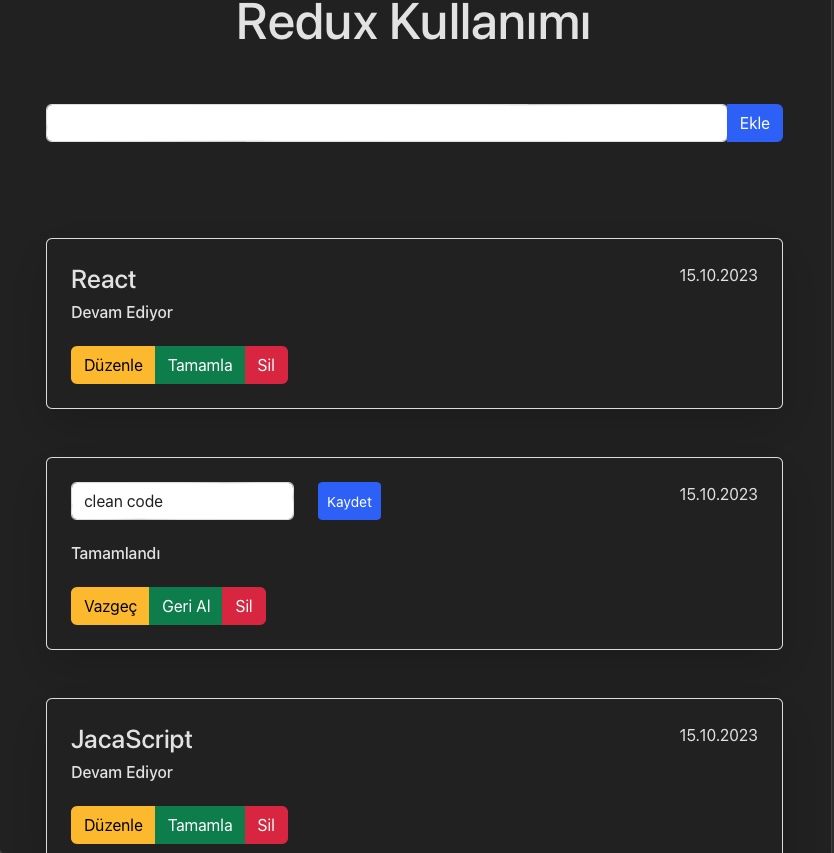 Redux Kullanımı
Ekle
React
15.10.2023
Devam Ediyor
Düzenle Tamamla Sil
clean code Kaydet
15.10.2023
Tamamlandı
Vazgeç Geri Al Sil
JacaScript
15.10.2023
Devam Ediyor
Düzenle Tamamla Sil